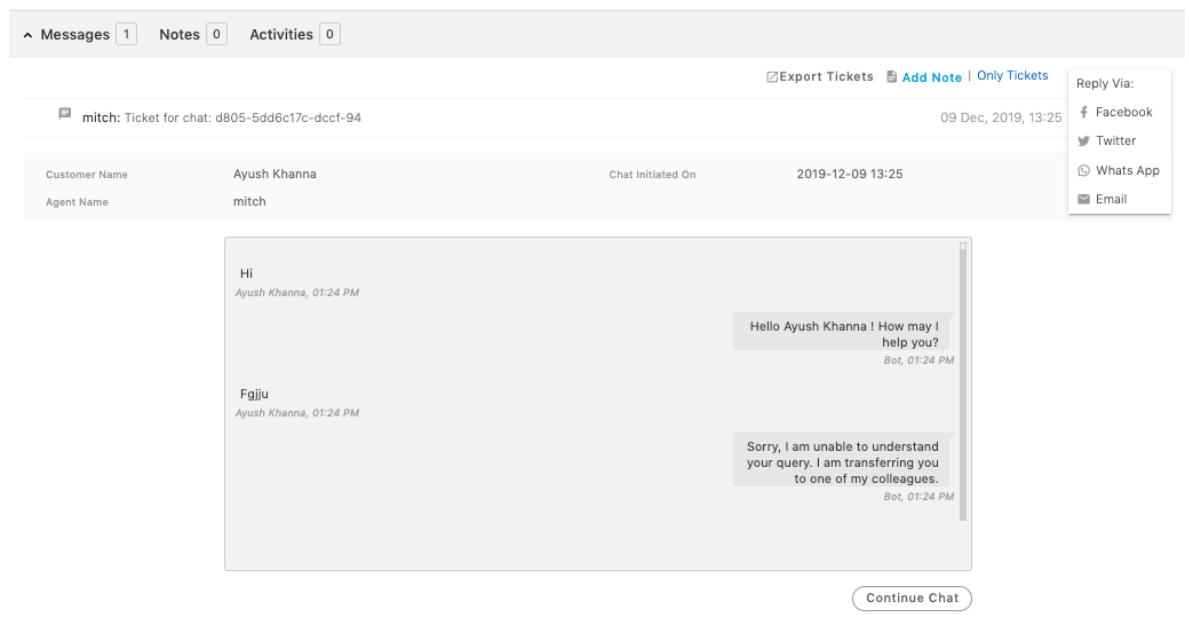 Messages 1 Notes 0 Activities 0
Export Tickets Add Note | Only Tickets
Reply Via:
Facebook
Twitter
Whats App
Email
mitch: Ticket for chat: d805-5dd6c17c-dccf-94 09 Dec, 2019, 13:25
Customer Name Ayush Khanna Chat Initiated On 2019-12-09 13:25
Agent Name mitch
Hi
Ayush Khanna, 01:24 PM
Hello Ayush Khanna ! How may I
help you?
Bot, 01:24 PM
Fgjju
Ayush Khanna, 01:24 PM
Sorry, I am unable to understand
your query. I am transferring you
to one of my colleagues.
Bot, 01:24 PM
Continue Chat